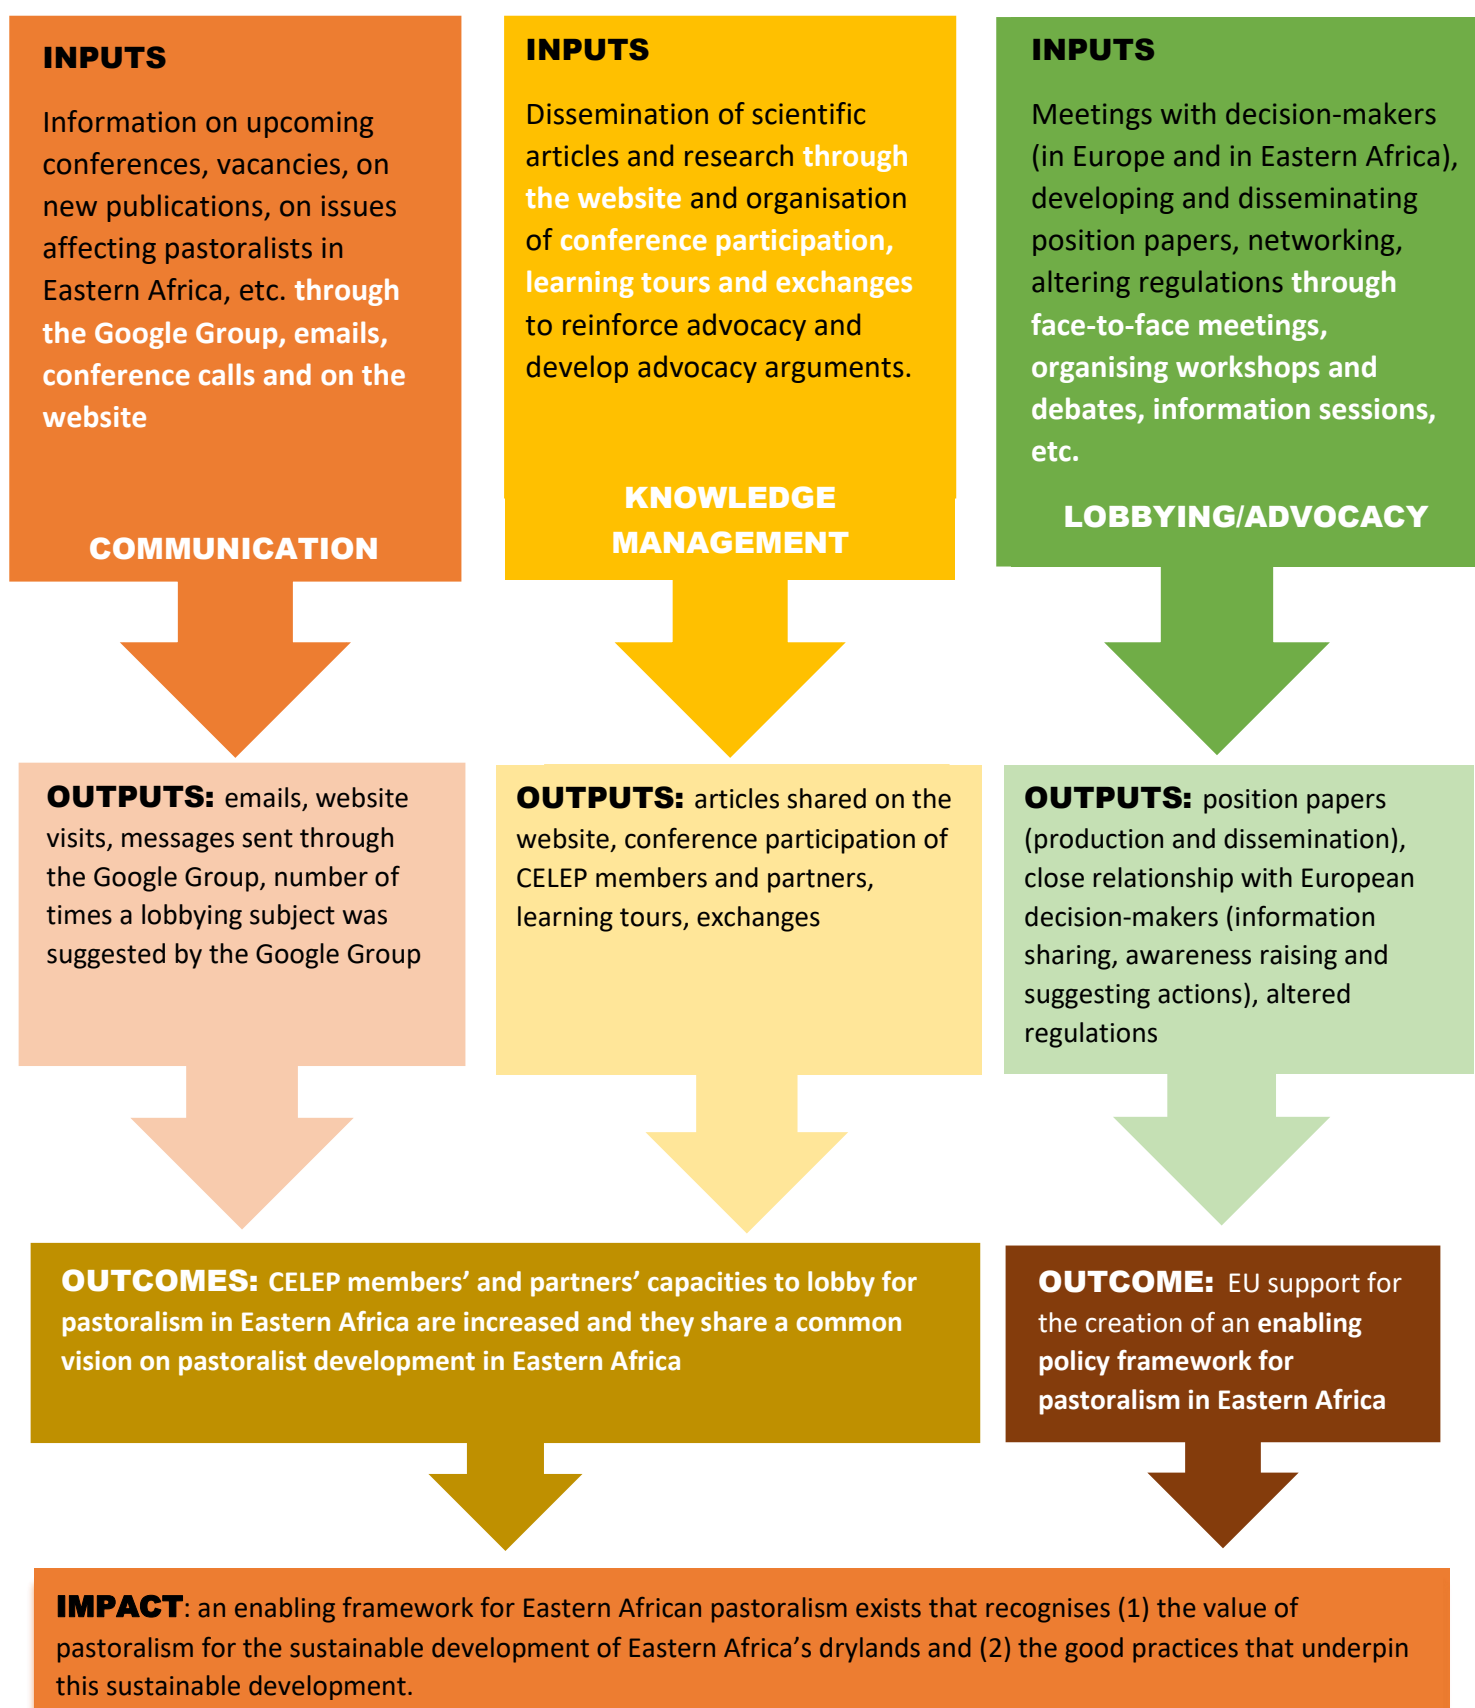 INPUTS
Information on upcoming
conferences, vacancies, on
new publications, on issues
affecting pastoralists in
Eastern Africa, etc. through
the Google Group, emails,
conference calls and on the
website
COMMUNICATION
INPUTS
Dissemination of scientific
articles and research through
the website and organisation
of conference participation,
learning tours and exchanges
to reinforce advocacy and
develop advocacy arguments.
KNOWLEDGE
MANAGEMENT
INPUTS
Meetings with decision-makers
(in Europe and in Eastern Africa),
developing and disseminating
position papers, networking,
altering regulations through
face-to-face meetings,
organising workshops and
debates, information sessions,
etc.
LOBBYING/ADVOCACY
OUTPUTS: emails, website
visits, messages sent through
the Google Group, number of
times a lobbying subject was
suggested by the Google Group
OUTPUTS: articles shared on the
website, conference participation of
CELEP members and partners,
learning tours, exchanges
OUTPUTS: position papers
(production and dissemination),
close relationship with European
decision-makers (information
sharing, awareness raising and
suggesting actions), altered
regulations
OUTCOMES: CELEP members’ and partners’ capacities to lobby for
pastoralism in Eastern Africa are increased and they share a common
vision on pastoralist development in Eastern Africa
OUTCOME: EU support for
the creation of an enabling
policy framework for
pastoralism in Eastern Africa
IMPACT: an enabling framework for Eastern African pastoralism exists that recognises (1) the value of
pastoralism for the sustainable development of Eastern Africa’s drylands and (2) the good practices that underpin
this sustainable development.